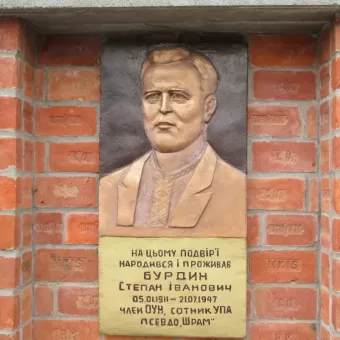 НА ЦЬОМУ ПОДВІР'Ї
НАРОДИВСЯ І ПРОЖИВАВ
БУРДИН
СТЕПАН ІВАНОВИЧ
05.01.1911 – 21.07.1947
ЧЛЕН ОУН, СОТНИК УПА
ПСЕВДО „ШРАМ"